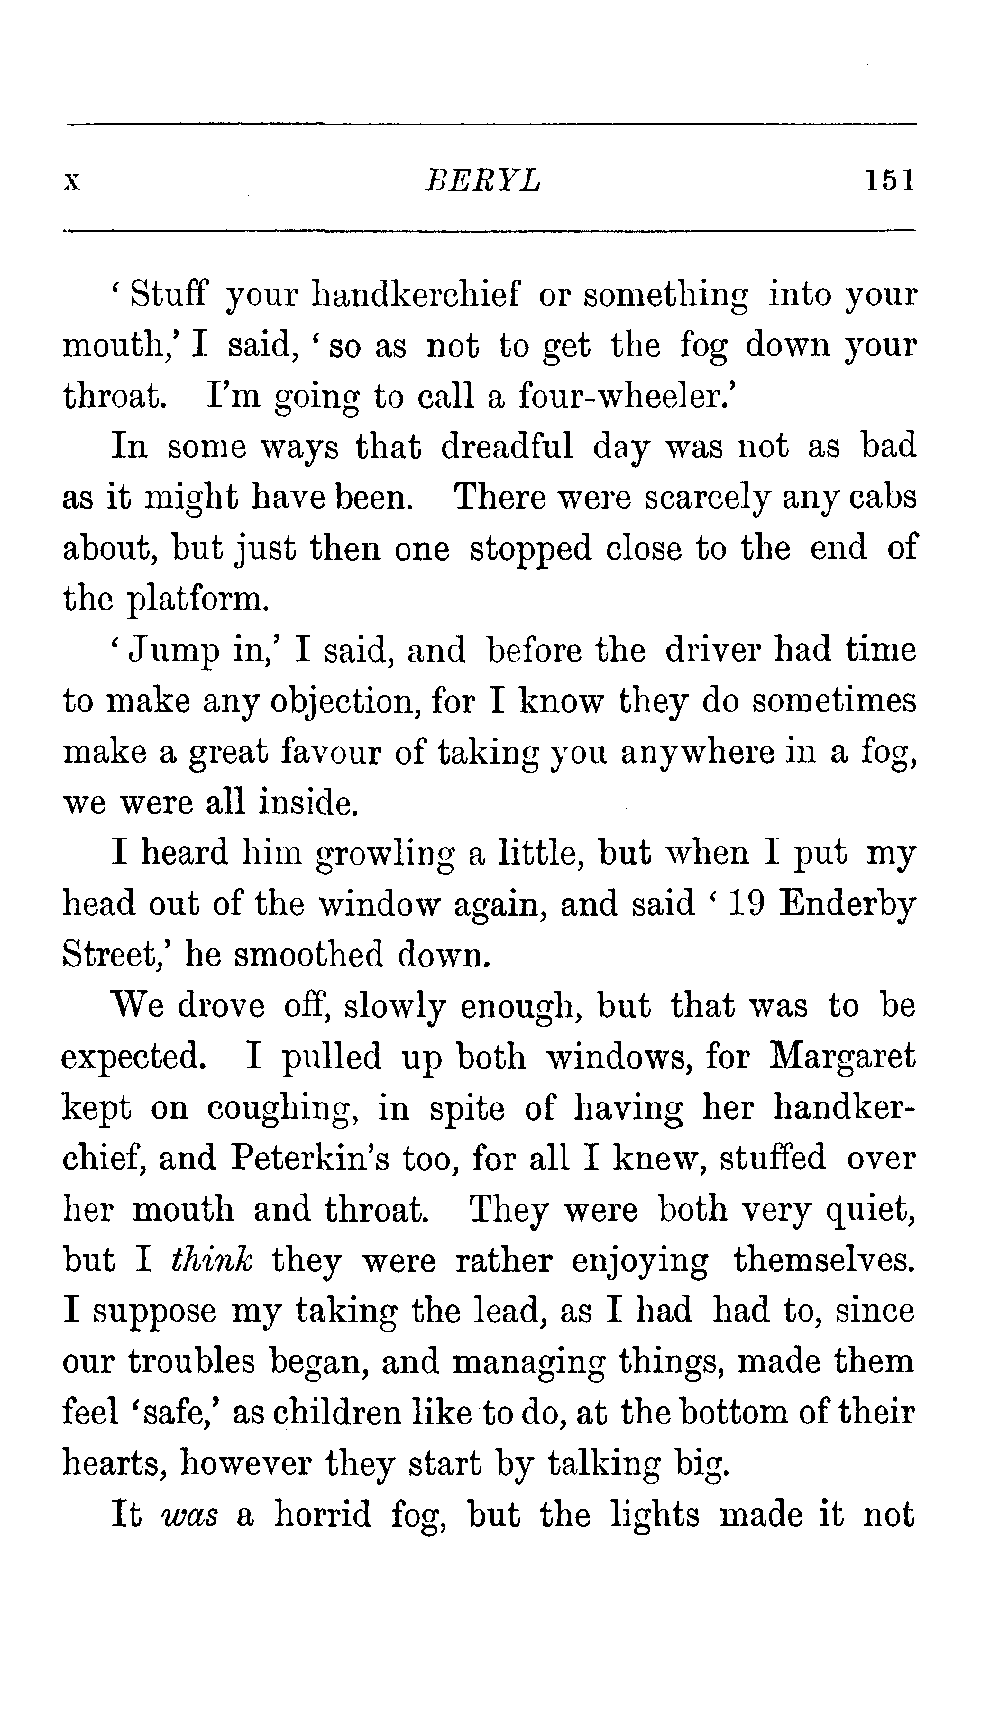 x BERYL 151
‘ Stuff your handkerchief or something into your
mouth,’ I said, ‘ so as not to get the fog down your
throat. I’m going to call a four-wheeler.’
In some ways that dreadful day was not as bad
as it might have been. There were scarcely any cabs
about, but just then one stopped close to the end of
the platform.
‘ Jump in,’ I said, and before the driver had time
to make any objection, for I know they do sometimes
make a great favour of taking you anywhere in a fog,
we were all inside.
I heard him growling a little, but when I put my
head out of the window again, and said ‘ 19 Enderby
Street,’ he smoothed down.
We drove off, slowly enough, but that was to be
expected. I pulled up both windows, for Margaret
kept on coughing, in spite of having her handker-
chief, and Peterkin’s too, for all I knew, stuffed over
her mouth and throat. They were both very quiet,
but I think they were rather enjoying themselves.
I suppose my taking the lead, as I had had to, since
our troubles began, and managing things, made them
feel ‘safe,’ as children like to do, at the bottom of their
hearts, however they start by talking big.
It was a horrid fog, but the lights made it not